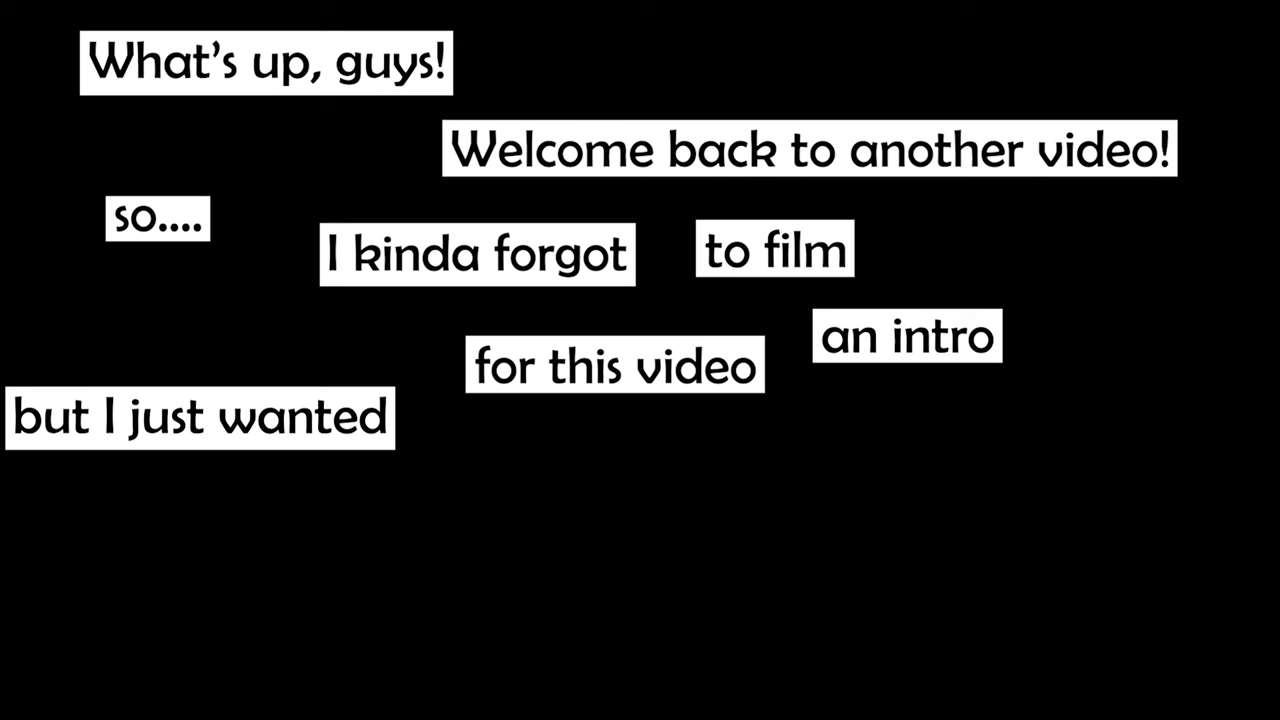 What's up, guys!
Welcome back to another video!
so....
I kinda forgot
to film
an intro
for this video
but I just wanted